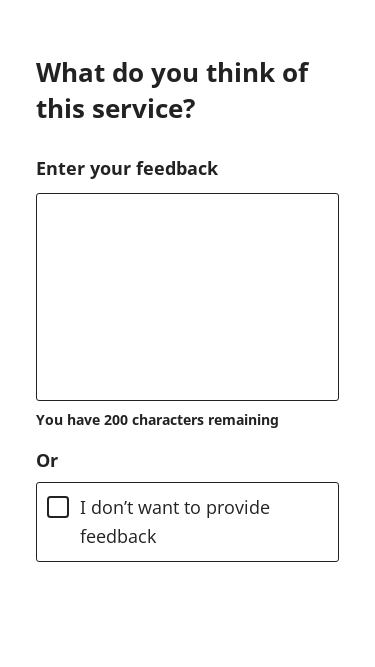 What do you think of
this service?
Enter your feedback
You have 200 characters remaining
Or
I don’t want to provide
feedback